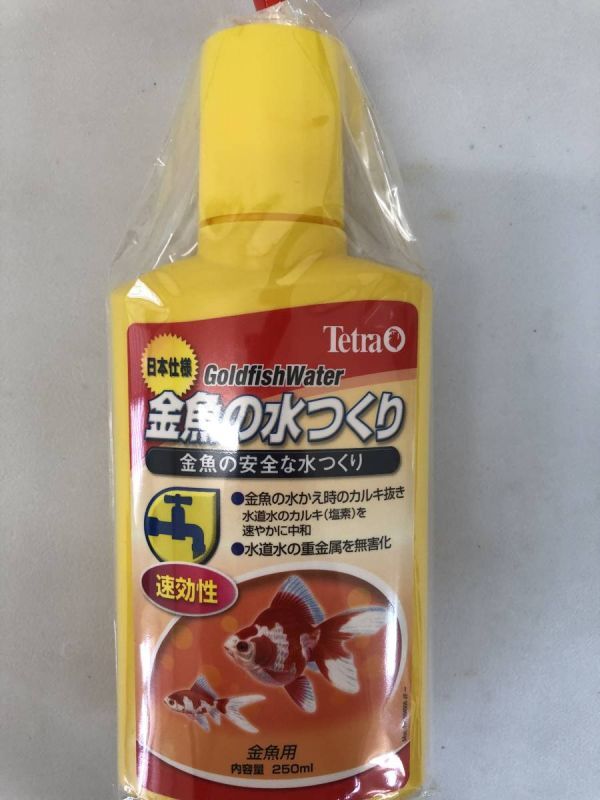 Tetra
日本仕様
GoldfishWater
金魚の水つくり
金魚の安全な水つくり
●金魚の水かえ時のカルキ抜き
水道水のカルキ(塩素)を
速やかに中和
●水道水の重金属を無害化
速効性
金魚用
内容量 250ml